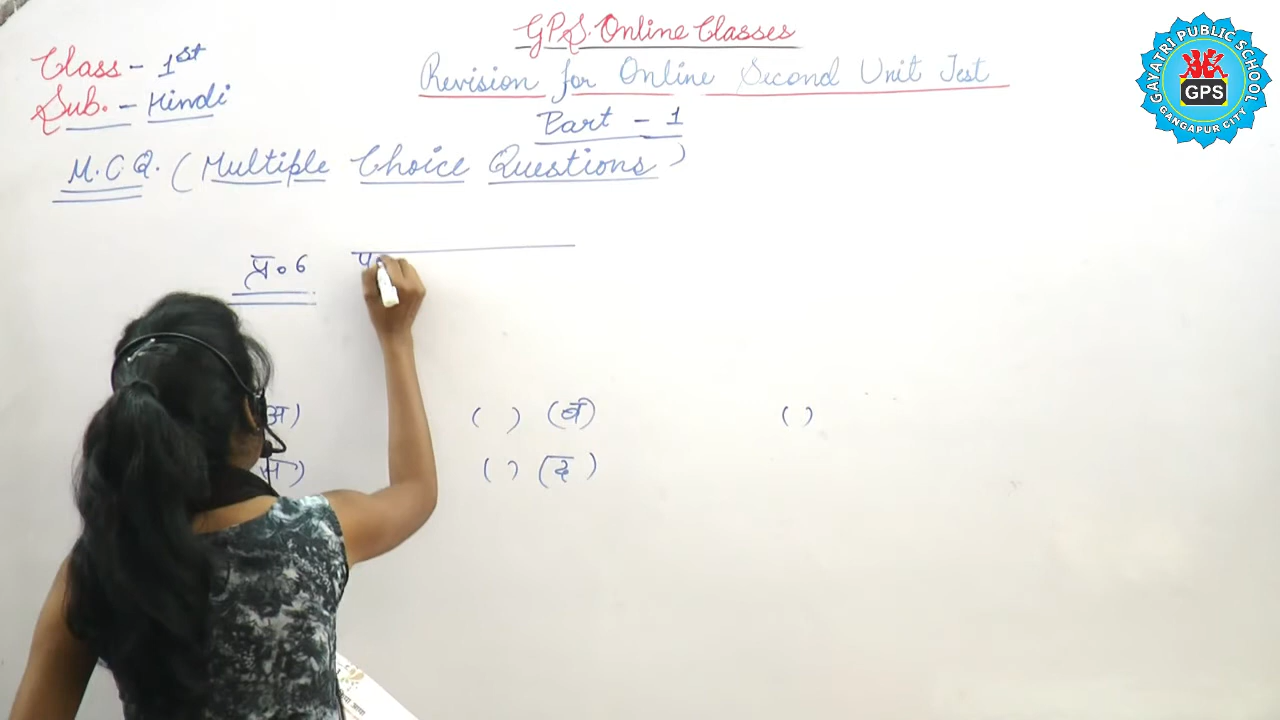 GPS. Online Classes
Class - 1st
Revision for Online Second Unit Test
Sub. - Hindi
Part - 1
M.C.Q. (Multiple Choice Questions)
प्र०6
अ) ( ) (ब) ( )
स) ( ) (द)
GAYATRI PUBLIC SCHOOL
GPS
GANGAPUR CITY